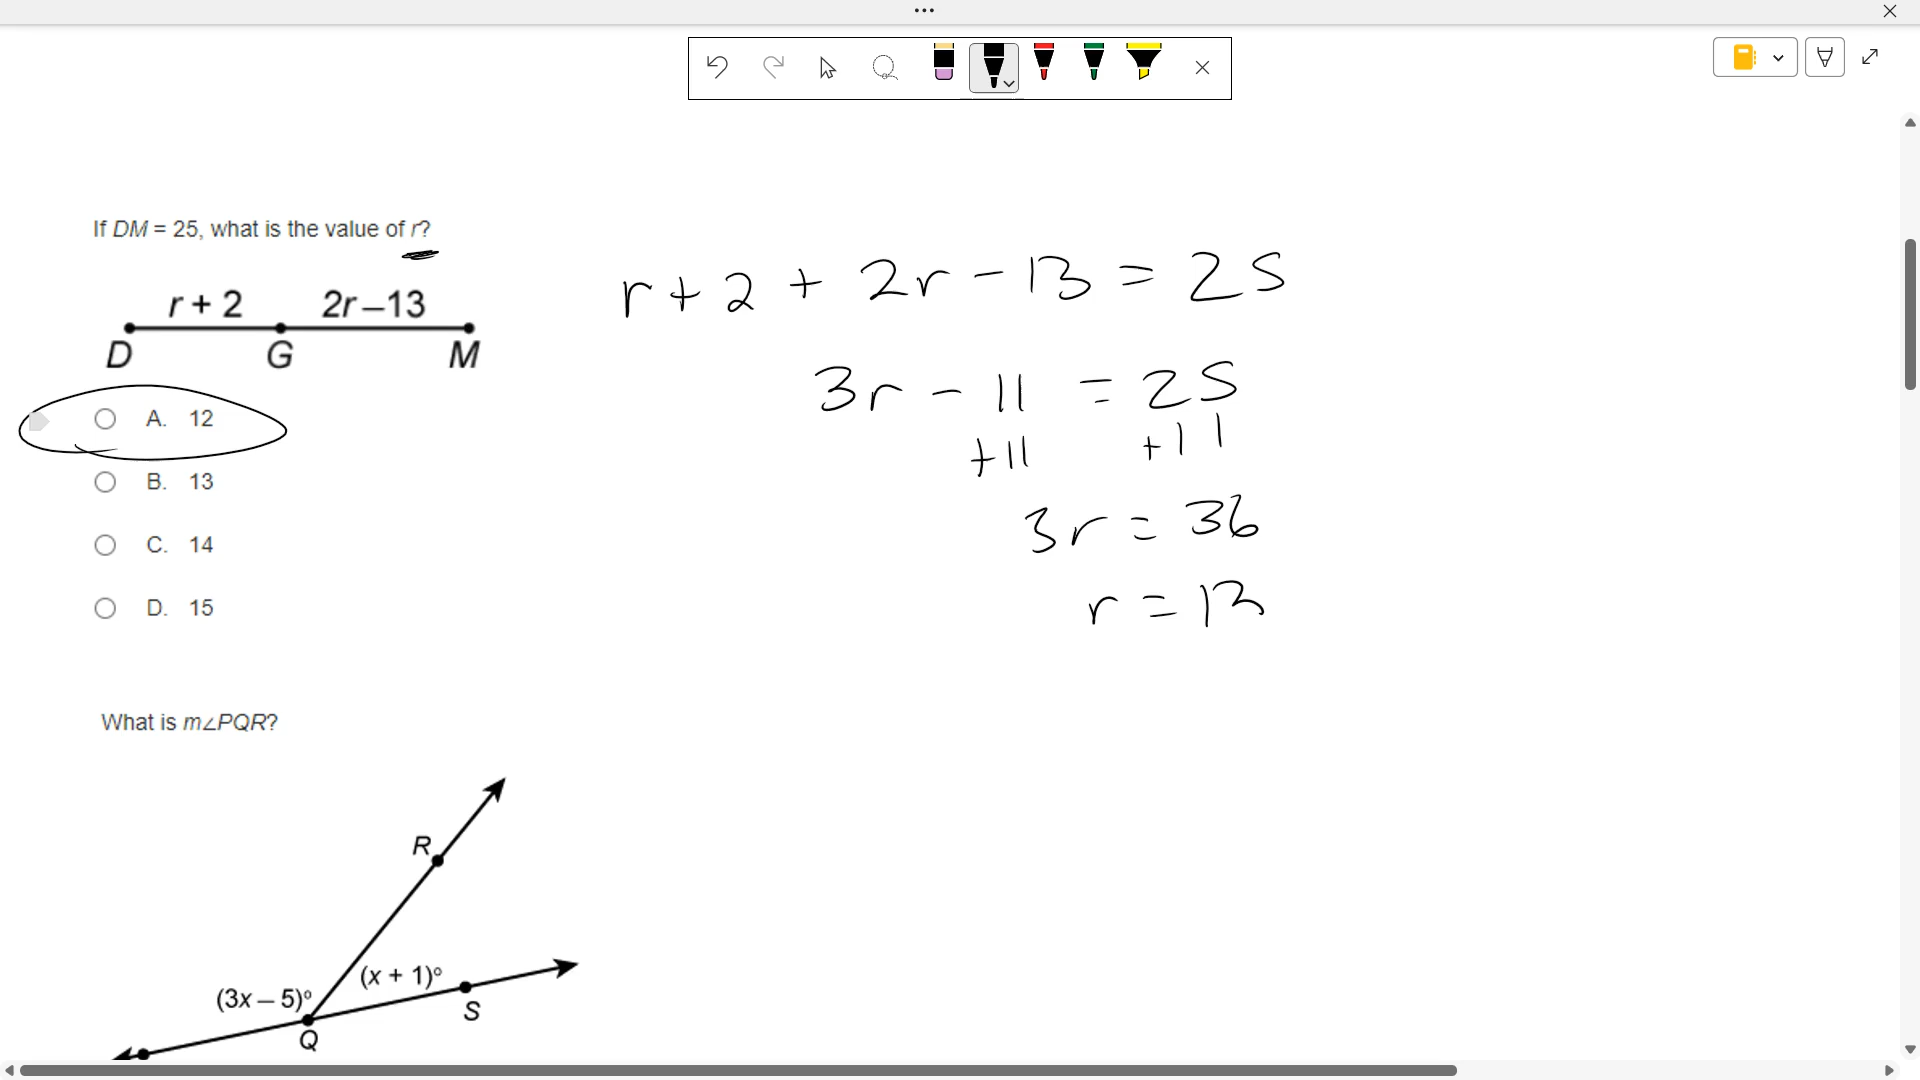 If DM = 25, what is the value of r?
r + 2 2r – 13
D G M
A. 12
B. 13
C. 14
D. 15
r + 2 + 2r - 13 = 25
3r - 11 = 25
+11 +11
3r = 36
r = 12
What is m∠PQR?
R
(3x – 5)° (x + 1)°
S
Q